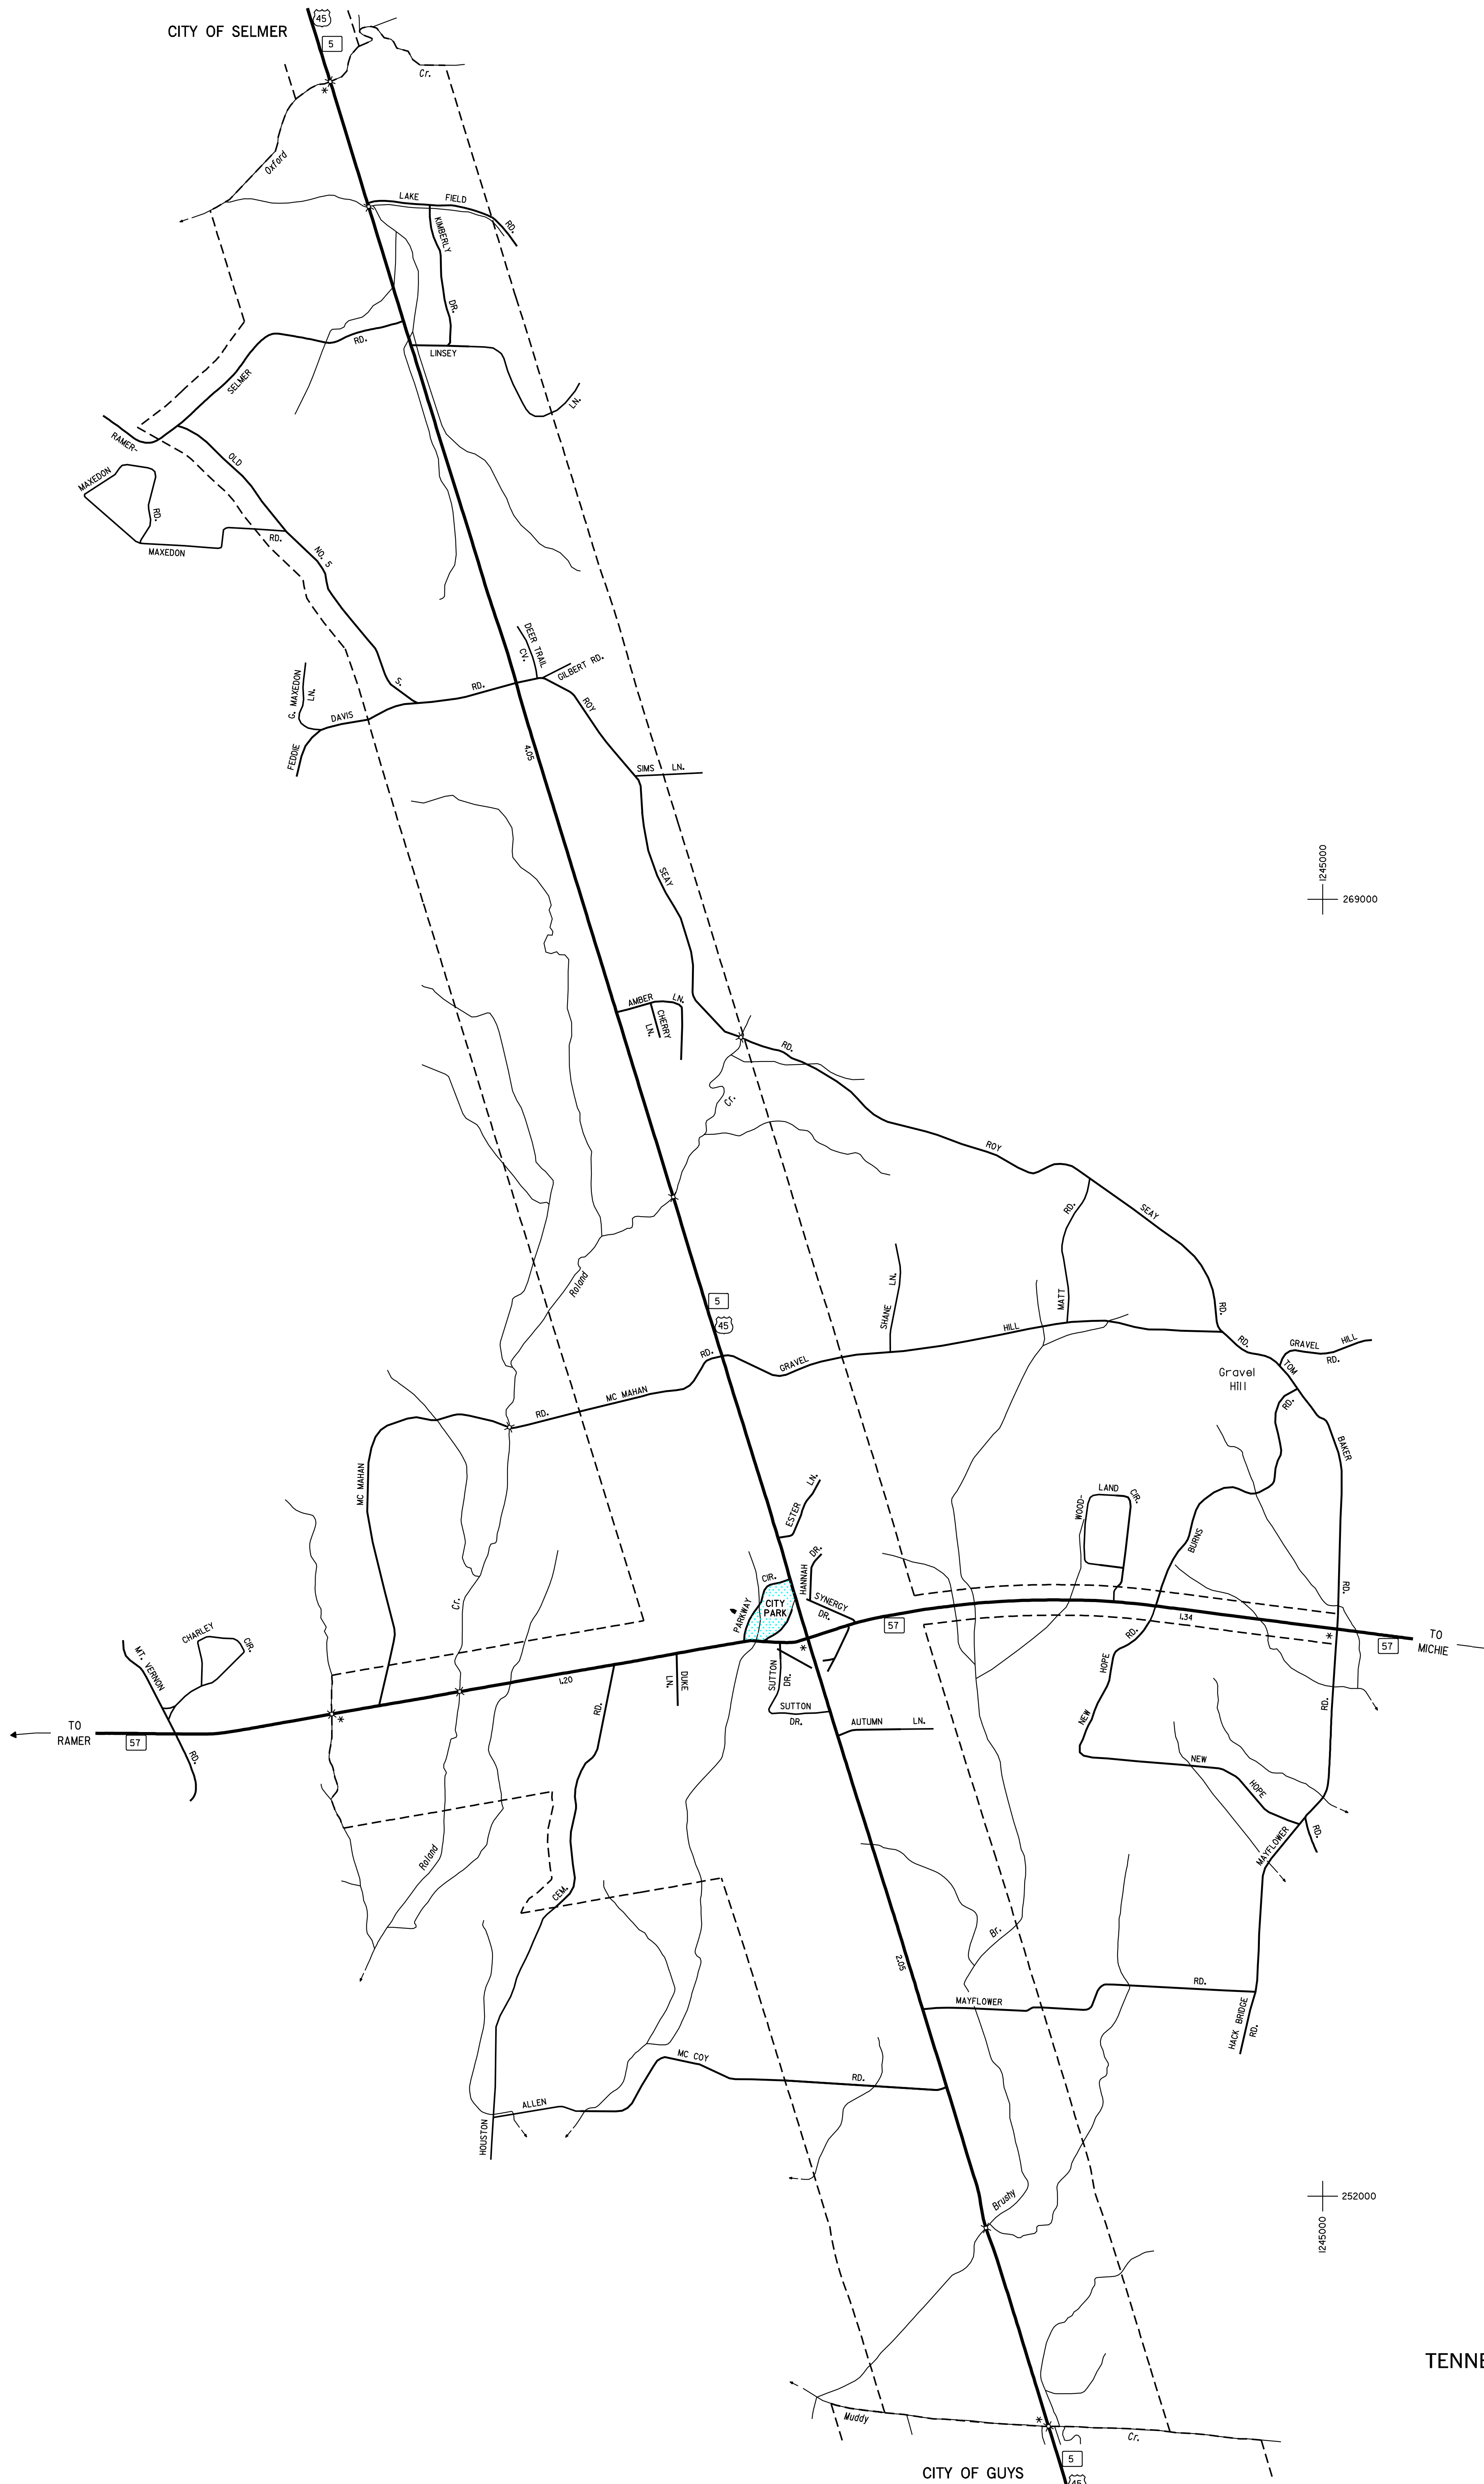 45
CITY OF SELMER
5
Cr.
Oxford
LAKE FIELD RD.
KIMBERLY DR.
RD.
LINSEY LN.
SELMER
RAMER-
OLD
MAXEDON RD.
MAXEDON RD.
NO. 5
DEER TRAIL CV.
GILBERT RD.
S.
RD.
G. MAXEDON LN.
DAVIS
FEDDIE
ROY
4.05
SIMS LN.
SEAY
1245000
269000
AMBER LN.
CHERRY LN.
RD.
Cr.
ROY
SEAY
RD.
MATT
SHANE LN.
Roland
5
45
RD.
HILL
GRAVEL
RD.
GRAVEL HILL RD.
TOM
Gravel
Hill
RD.
MC MAHAN
RD.
RD.
BAKER
MC MAHAN
ESTER LN.
WOOD-
LAND
CIR.
BURNS
HANNAH DR.
CIR.
PARKWAY
CITY
PARK
SYNERGY DR.
RD.
Cr.
57
1.34
TO
MICHIE
57
RD.
CHARLEY CIR.
MT. VERNON
HOPE
SUTTON DR.
DUKE LN.
1.20
RD.
RD.
NEW
SUTTON DR.
AUTUMN LN.
TO
RAMER
57
RD.
NEW
HOPE
RD.
MAYFLOWER
Roland
CEM.
Br.
2.05
MAYFLOWER
RD.
HACK BRIDGE RD.
MC COY
RD.
ALLEN
HOUSTON
Brushy
252000
1245000
TENNE
Muddy
Cr.
5
CITY OF GUYS
45